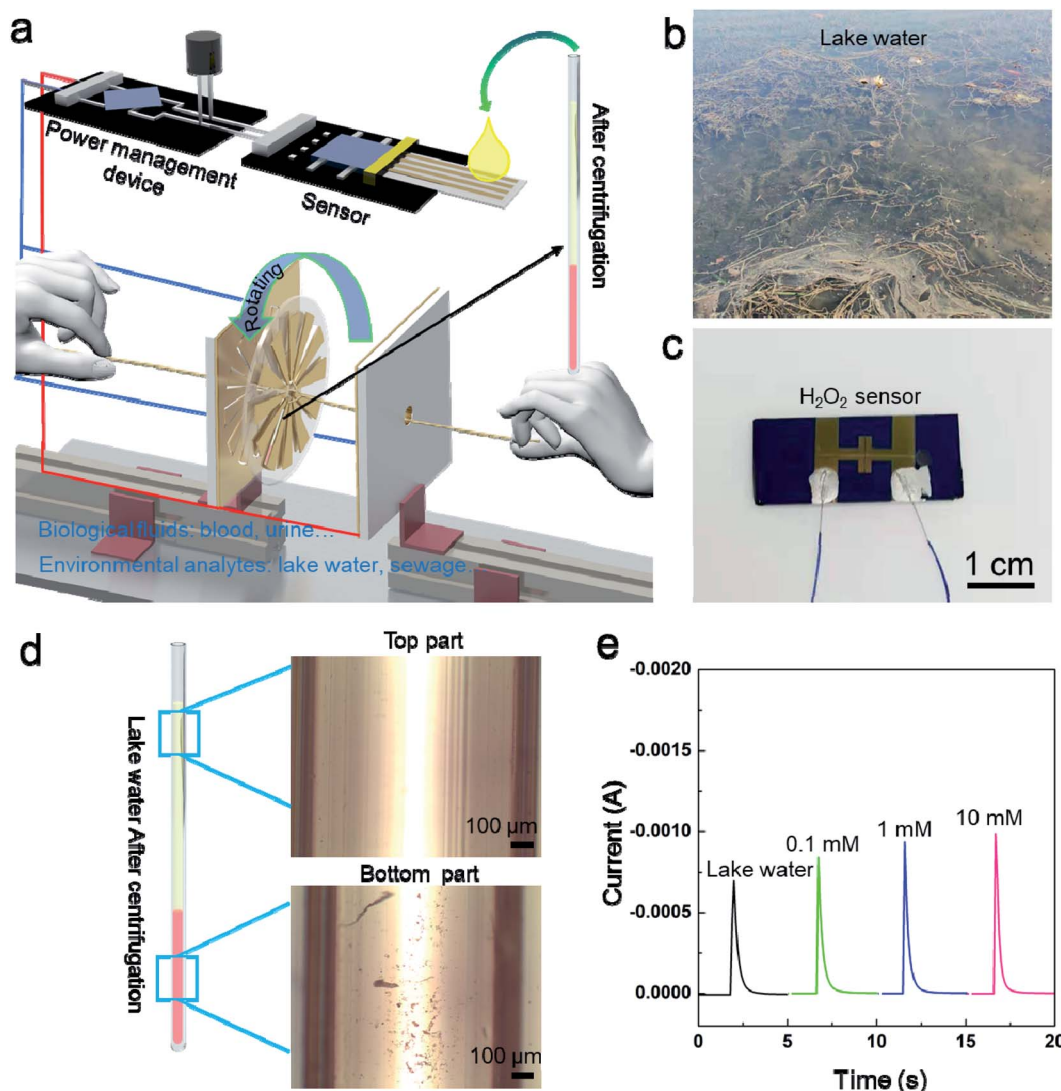 a
Power management
device
Sensor
After centrifugation
Rotating
Biological fluids: blood, urine…
Environmental analytes: lake water, sewage…
b
Lake water
c
H₂O₂ sensor
1 cm
d
Lake water After centrifugation
Top part
100 µm
Bottom part
100 µm
e
-0.0020
-0.0015
-0.0010
-0.0005
0.0000
Current (A)
Lake water
0.1 mM
1 mM
10 mM
0
5
10
15
20
Time (s)